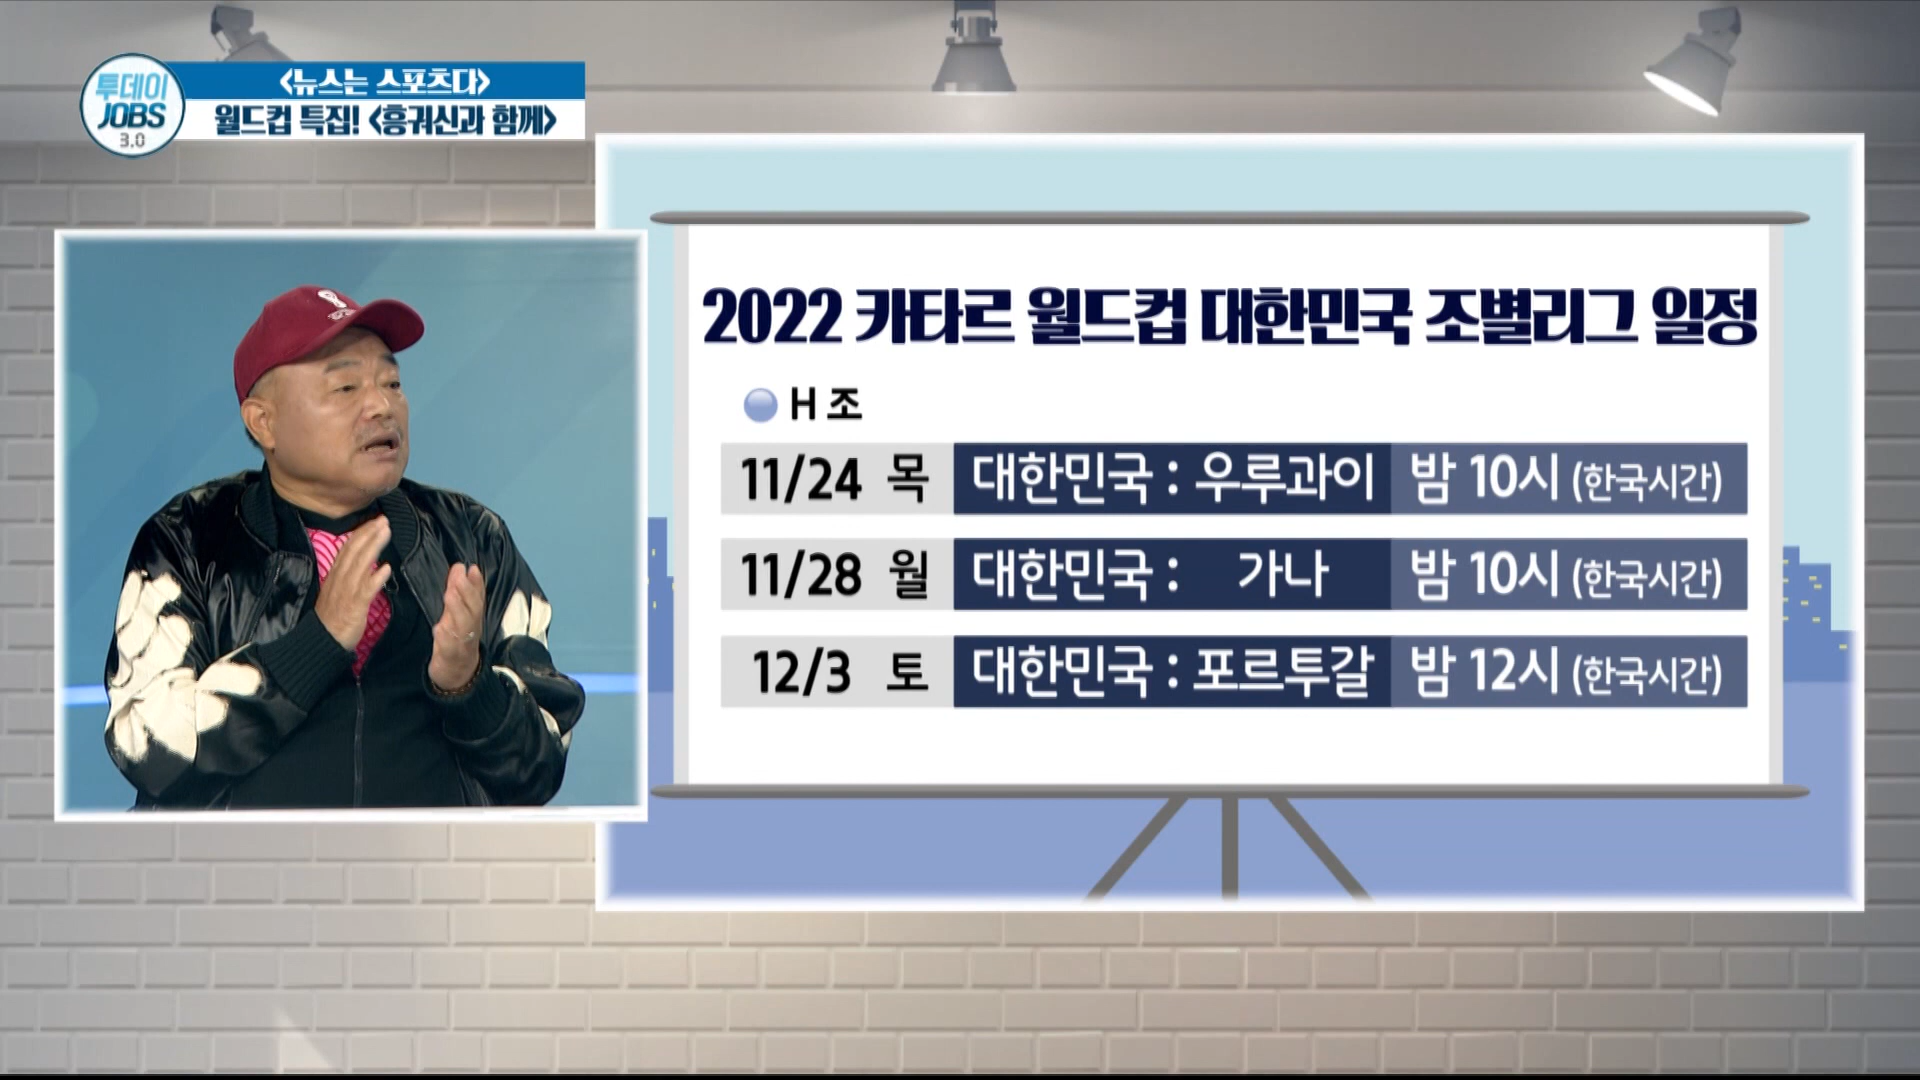 투데이
JOBS
3.0
<뉴스는 스포츠다>
월드컵 특집! <흥궈신과 함께>
2022 카타르 월드컵 대한민국 조별리그 일정
H 조
11/24 목 대한민국 : 우루과이 밤 10시 (한국시간)
11/28 월 대한민국 : 가나 밤 10시 (한국시간)
12/3 토 대한민국 : 포르투갈 밤 12시 (한국시간)